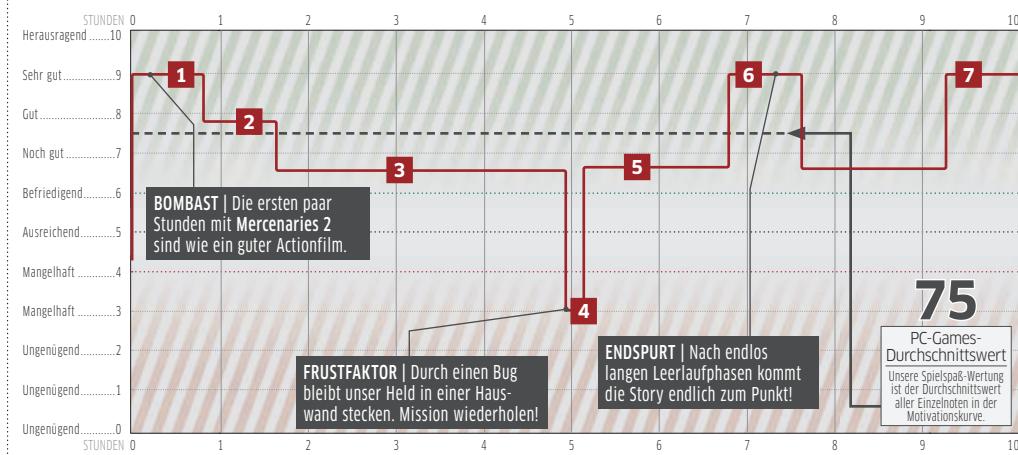 STUNDEN 0 1 2 3 4 5 6 7 8 9 10
Herausragend.......10
Sehr gut...............9
Gut......................8
Noch gut..............7
Befriedigend.........6
Ausreichend.........5
Mangelhaft...........4
Mangelhaft...........3
Ungenügend.........2
Ungenügend.........1
Ungenügend.........0
1
2
3
4
5
6
7
BOMBAST | Die ersten paar
Stunden mit Mercenaries 2
sind wie ein guter Actionfilm.
FRUSTFAKTOR | Durch einen Bug
bleibt unser Held in einer Haus-
wand stecken. Mission wiederholen!
ENDSPURT | Nach endlos
langen Leerlaufphasen kommt
die Story endlich zum Punkt!
75
PC-Games-
Durchschnittswert
Unsere Spielspaß-Wertung
ist der Durchschnittswert
aller Einzelnoten in der
Motivationskurve.
STUNDEN 0 1 2 3 4 5 6 7 8 9 10